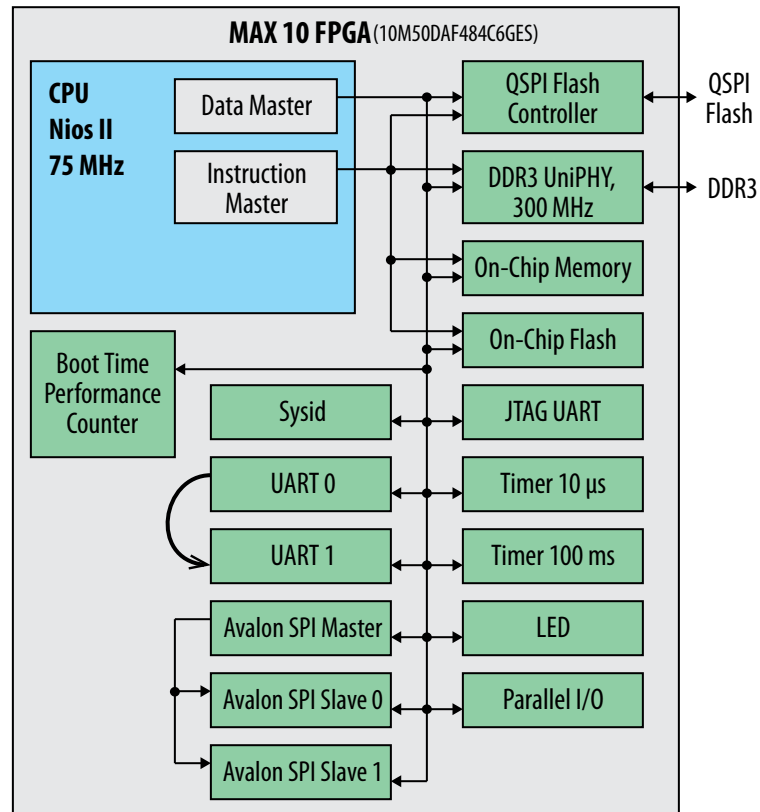 MAX 10 FPGA (10M50DAF484C6GES)
CPU
Nios II
75 MHz
Data Master
Instruction
Master
QSPI Flash
Controller
QSPI
Flash
DDR3 UniPHY,
300 MHz
DDR3
On-Chip Memory
On-Chip Flash
Boot Time
Performance
Counter
Sysid
JTAG UART
UART 0
Timer 10 μs
UART 1
Timer 100 ms
Avalon SPI Master
LED
Avalon SPI Slave 0
Parallel I/O
Avalon SPI Slave 1